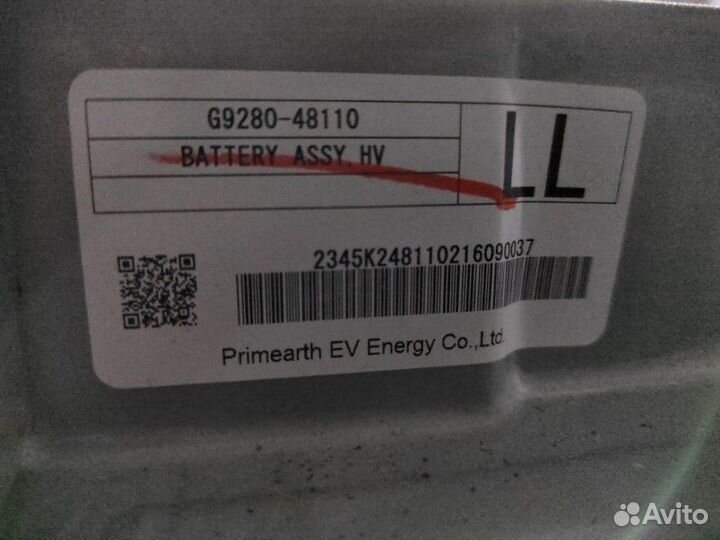 G9280-48110
BATTERY ASSY, HV
LL
2345K248110216090037
Primearth EV Energy Co.,Ltd.
Avito